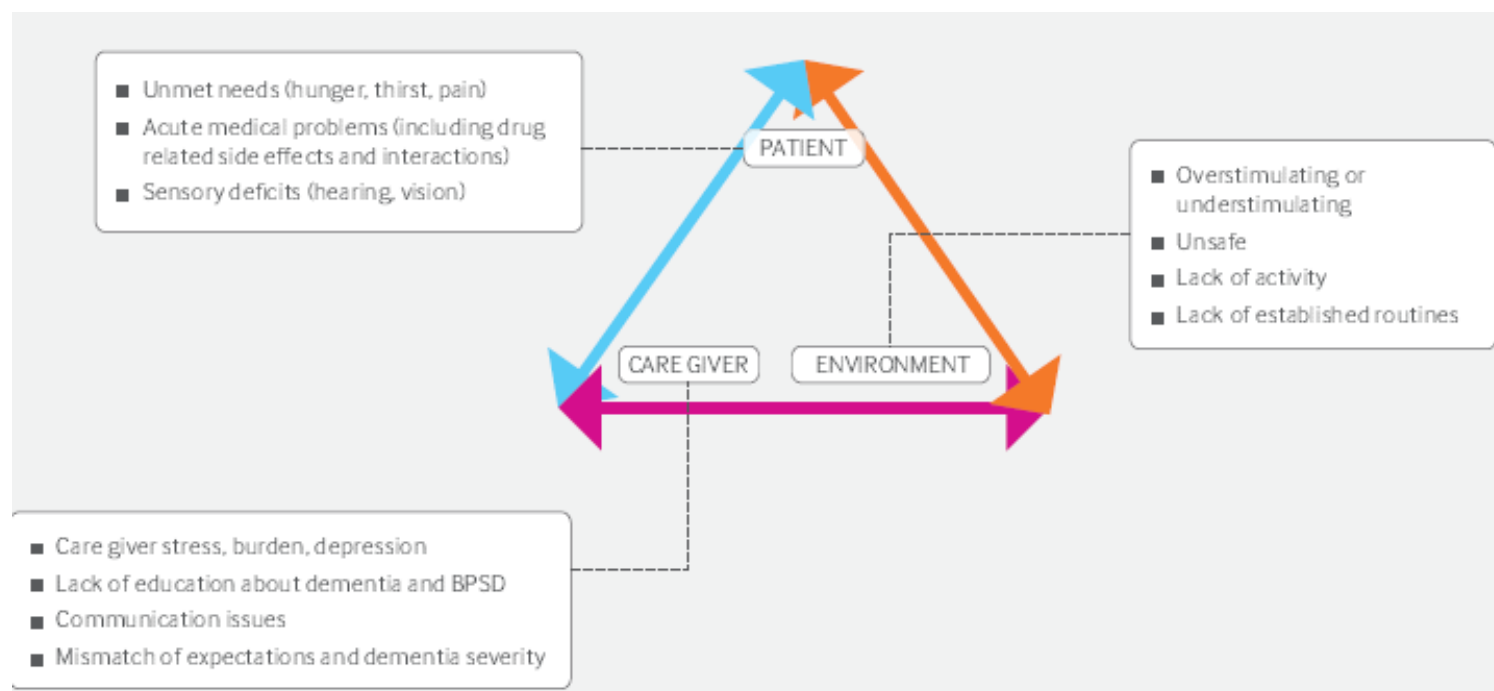 ■ Unmet needs (hunger, thirst, pain)
■ Acute medical problems (including drug
related side effects and interactions)
■ Sensory deficits (hearing, vision)
PATIENT
■ Overstimulating or
understimulating
■ Unsafe
■ Lack of activity
■ Lack of established routines
CARE GIVER
ENVIRONMENT
■ Care giver stress, burden, depression
■ Lack of education about dementia and BPSD
■ Communication issues
■ Mismatch of expectations and dementia severity